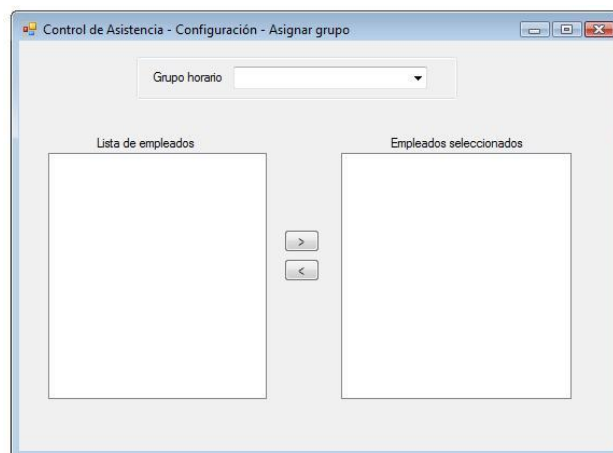 Control de Asistencia - Configuración - Asignar grupo
Grupo horario
Lista de empleados
Empleados seleccionados
>
<